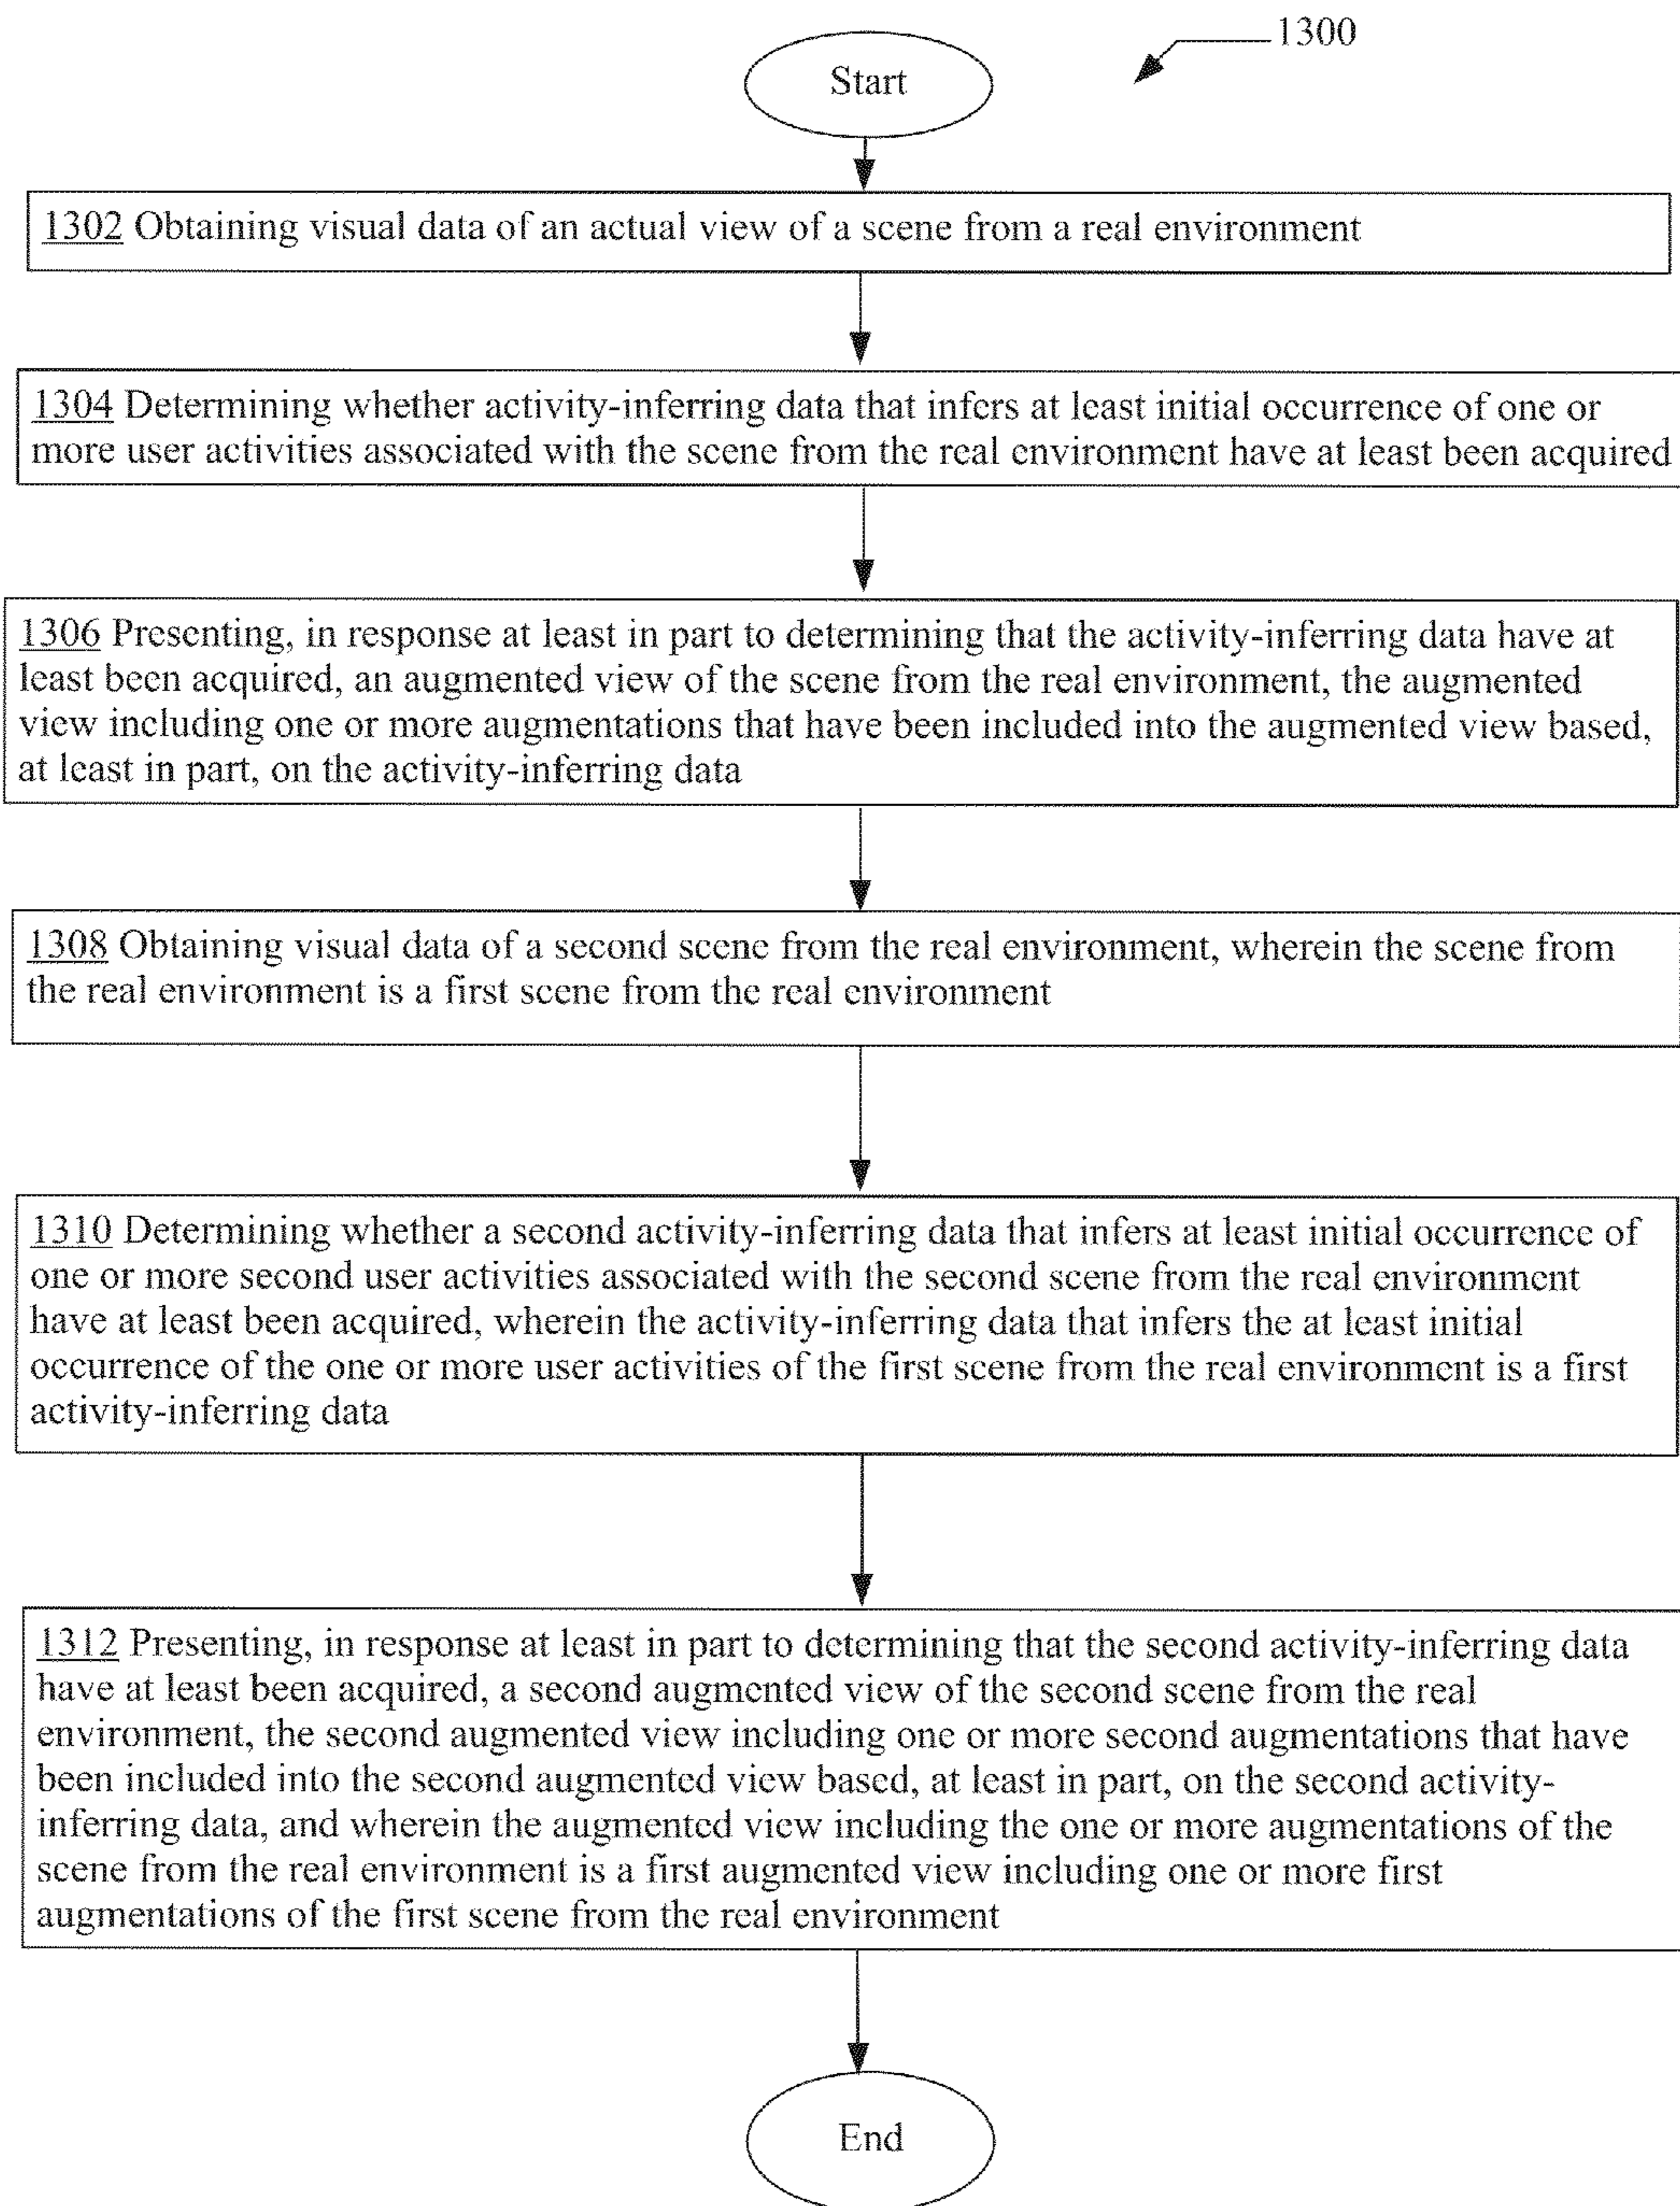 1300
Start
1302 Obtaining visual data of an actual view of a scene from a real environment
1304 Determining whether activity-inferring data that infers at least initial occurrence of one or
more user activities associated with the scene from the real environment have at least been acquired
1306 Presenting, in response at least in part to determining that the activity-inferring data have at
least been acquired, an augmented view of the scene from the real environment, the augmented
view including one or more augmentations that have been included into the augmented view based,
at least in part, on the activity-inferring data
1308 Obtaining visual data of a second scene from the real environment, wherein the scene from
the real environment is a first scene from the real environment
1310 Determining whether a second activity-inferring data that infers at least initial occurrence of
one or more second user activities associated with the second scene from the real environment
have at least been acquired, wherein the activity-inferring data that infers the at least initial
occurrence of the one or more user activities of the first scene from the real environment is a first
activity-inferring data
1312 Presenting, in response at least in part to determining that the second activity-inferring data
have at least been acquired, a second augmented view of the second scene from the real
environment, the second augmented view including one or more second augmentations that have
been included into the second augmented view based, at least in part, on the second activity-
inferring data, and wherein the augmented view including the one or more augmentations of the
scene from the real environment is a first augmented view including one or more first
augmentations of the first scene from the real environment
End